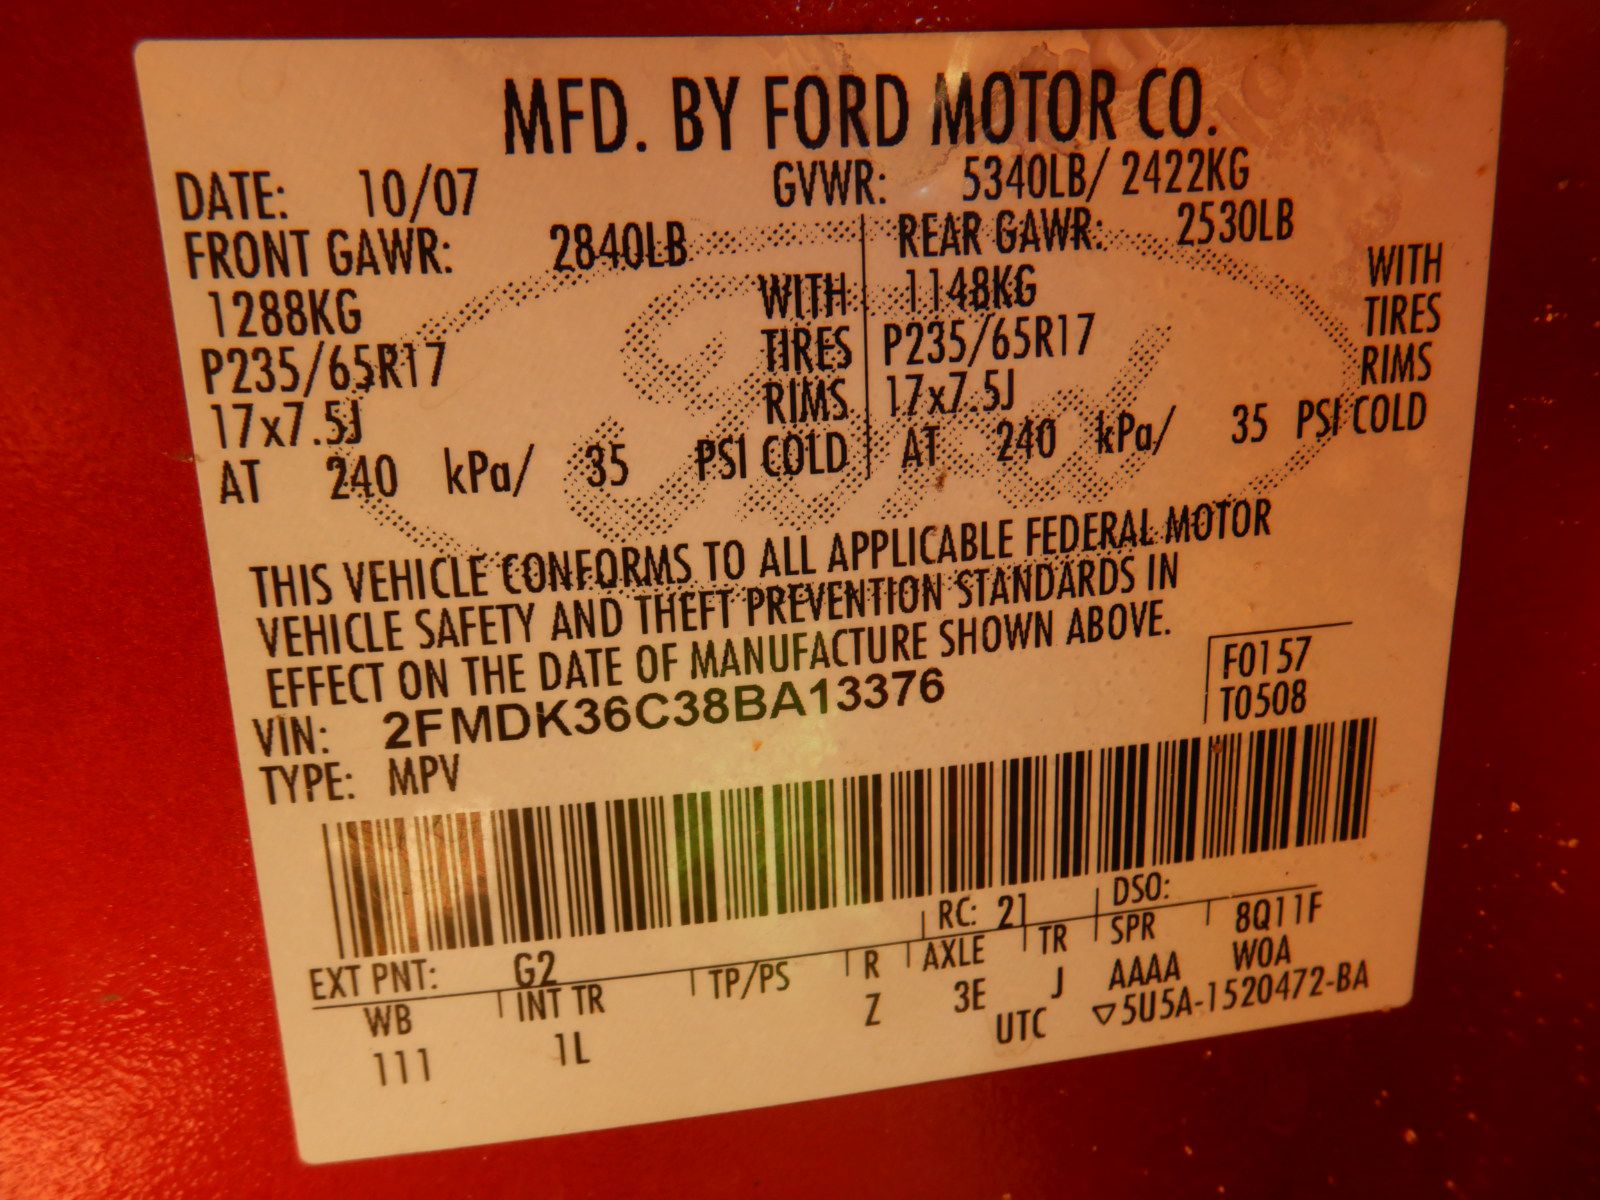 MFD. BY FORD MOTOR CO.
DATE: 10/07 GVWR: 5340LB/ 2422KG
FRONT GAWR: 2840LB REAR GAWR: 2530LB
1288KG WITH 1148KG WITH
P235/65R17 TIRES P235/65R17 TIRES
17x7.5J RIMS 17x7.5J RIMS
AT 240 kPa/ 35 PSI COLD AT 240 kPa/ 35 PSI COLD
THIS VEHICLE CONFORMS TO ALL APPLICABLE FEDERAL MOTOR
VEHICLE SAFETY AND THEFT PREVENTION STANDARDS IN
EFFECT ON THE DATE OF MANUFACTURE SHOWN ABOVE.
F0157
VIN: 2FMDK36C38BA13376 T0508
TYPE: MPV
EXT PNT: G2 RC: 21 DSO:
WB INT TR TP/PS R AXLE TR SPR 8Q11F
111 1L Z 3E J AAAA W0A
UTC ▽5U5A-1520472-BA
Ford